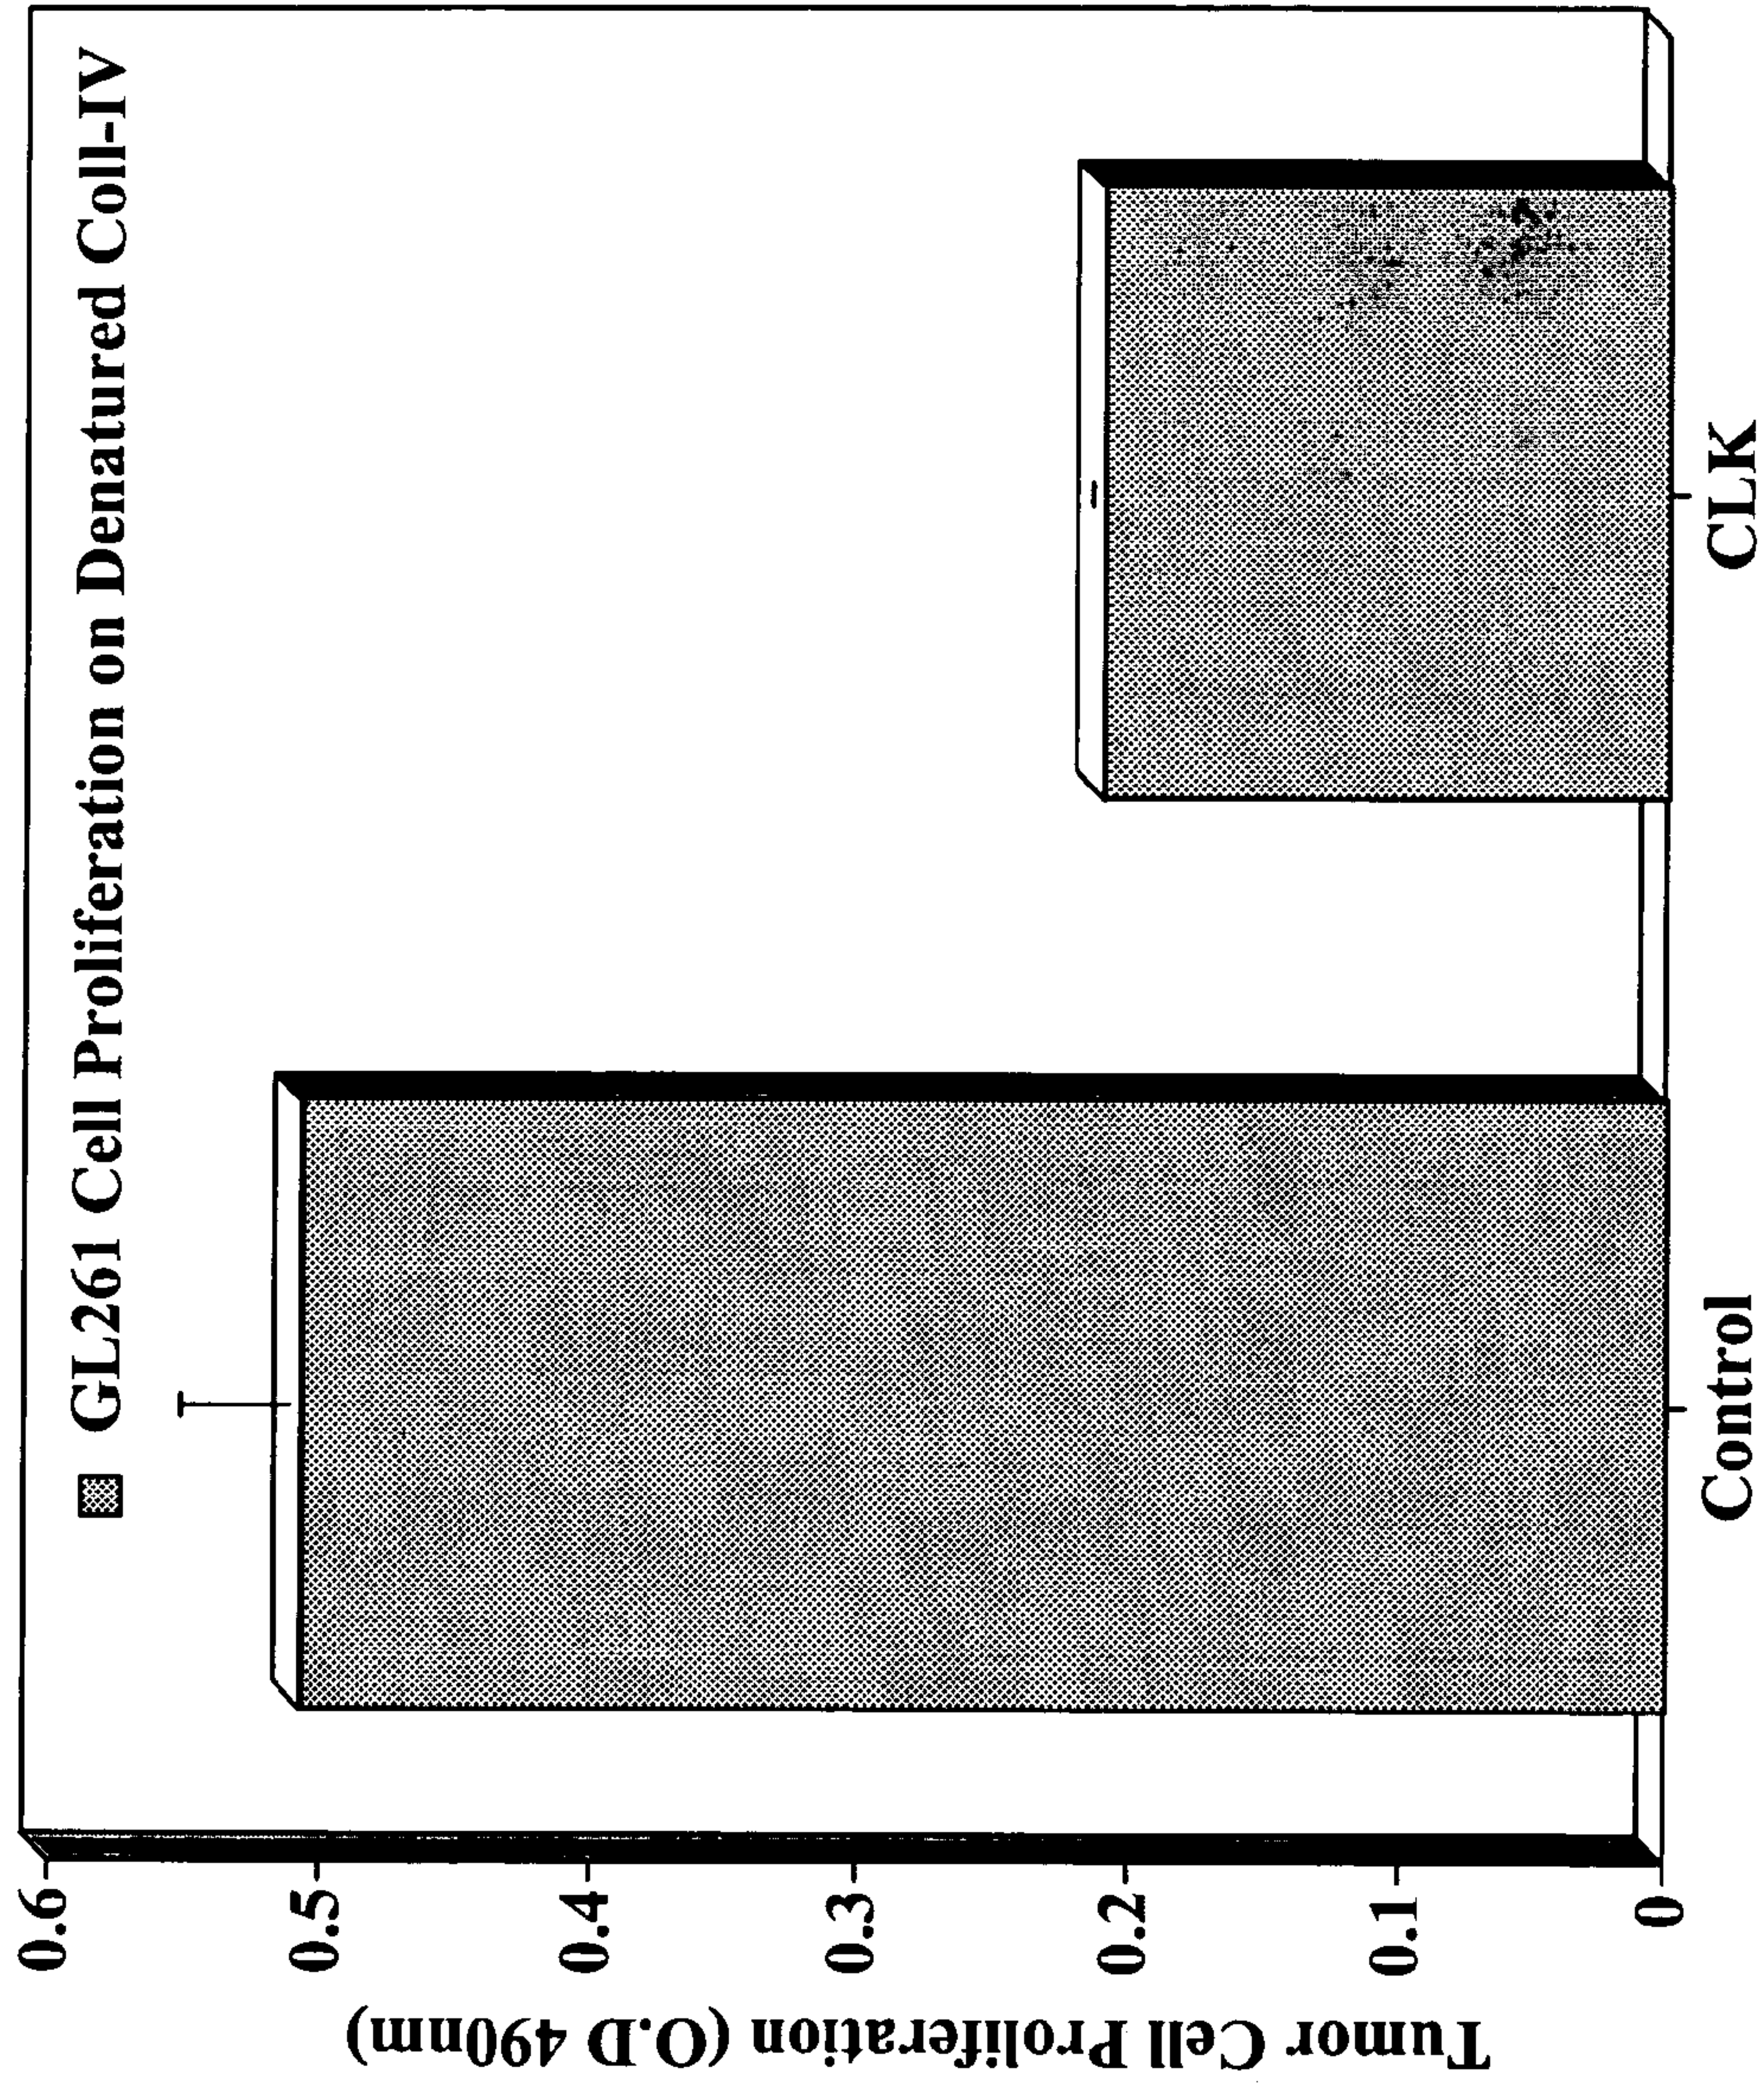 GL261 Cell Proliferation on Denatured Coll-IV
Tumor Cell Proliferation (O.D 490nm)
0.6
0.5
0.4
0.3
0.2
0.1
0
Control
CLK